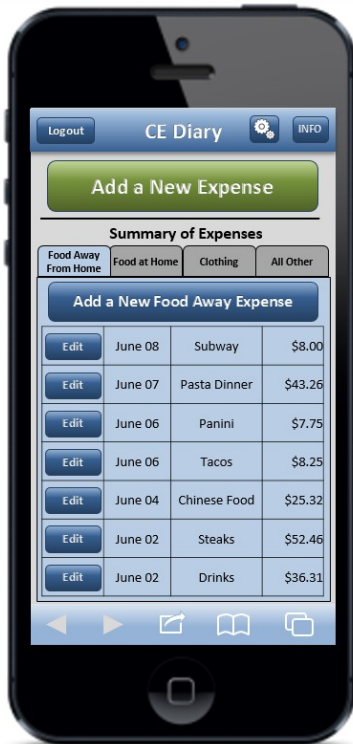 Logout CE Diary INFO
Add a New Expense
Summary of Expenses
Food Away From Home Food at Home Clothing All Other
Add a New Food Away Expense
Edit June 08 Subway $8.00
Edit June 07 Pasta Dinner $43.26
Edit June 06 Panini $7.75
Edit June 06 Tacos $8.25
Edit June 04 Chinese Food $25.32
Edit June 02 Steaks $52.46
Edit June 02 Drinks $36.31